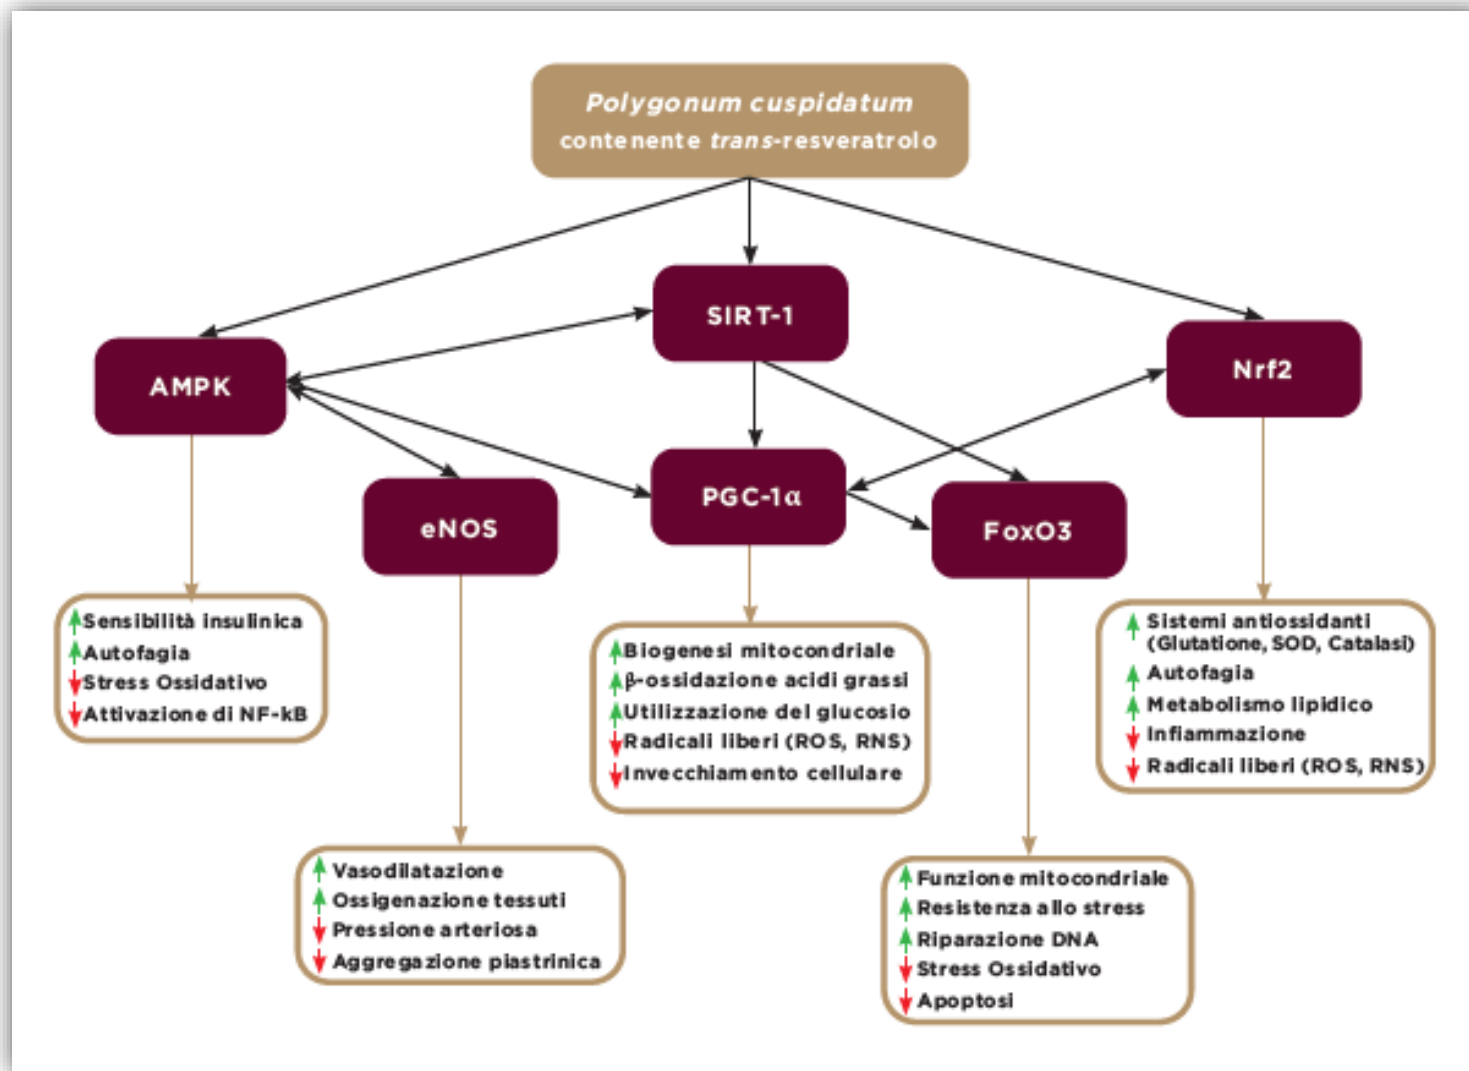 Polygonum cuspidatum
contenente trans-resveratrolo
SIRT-1
AMPK
Nrf2
PGC-1α
eNOS
FoxO3
Sensibilità insulinica
Autofagia
Stress Ossidativo
Attivazione di NF-kB
Biogenesi mitocondriale
β-ossidazione acidi grassi
Utilizzazione del glucosio
Radicali liberi (ROS, RNS)
Invecchiamento cellulare
Sistemi antiossidanti
(Glutatione, SOD, Catalasi)
Autofagia
Metabolismo lipidico
Infiammazione
Radicali liberi (ROS, RNS)
Vasodilatazione
Ossigenazione tessuti
Pressione arteriosa
Aggregazione piastrinica
Funzione mitocondriale
Resistenza allo stress
Riparazione DNA
Stress Ossidativo
Apoptosi